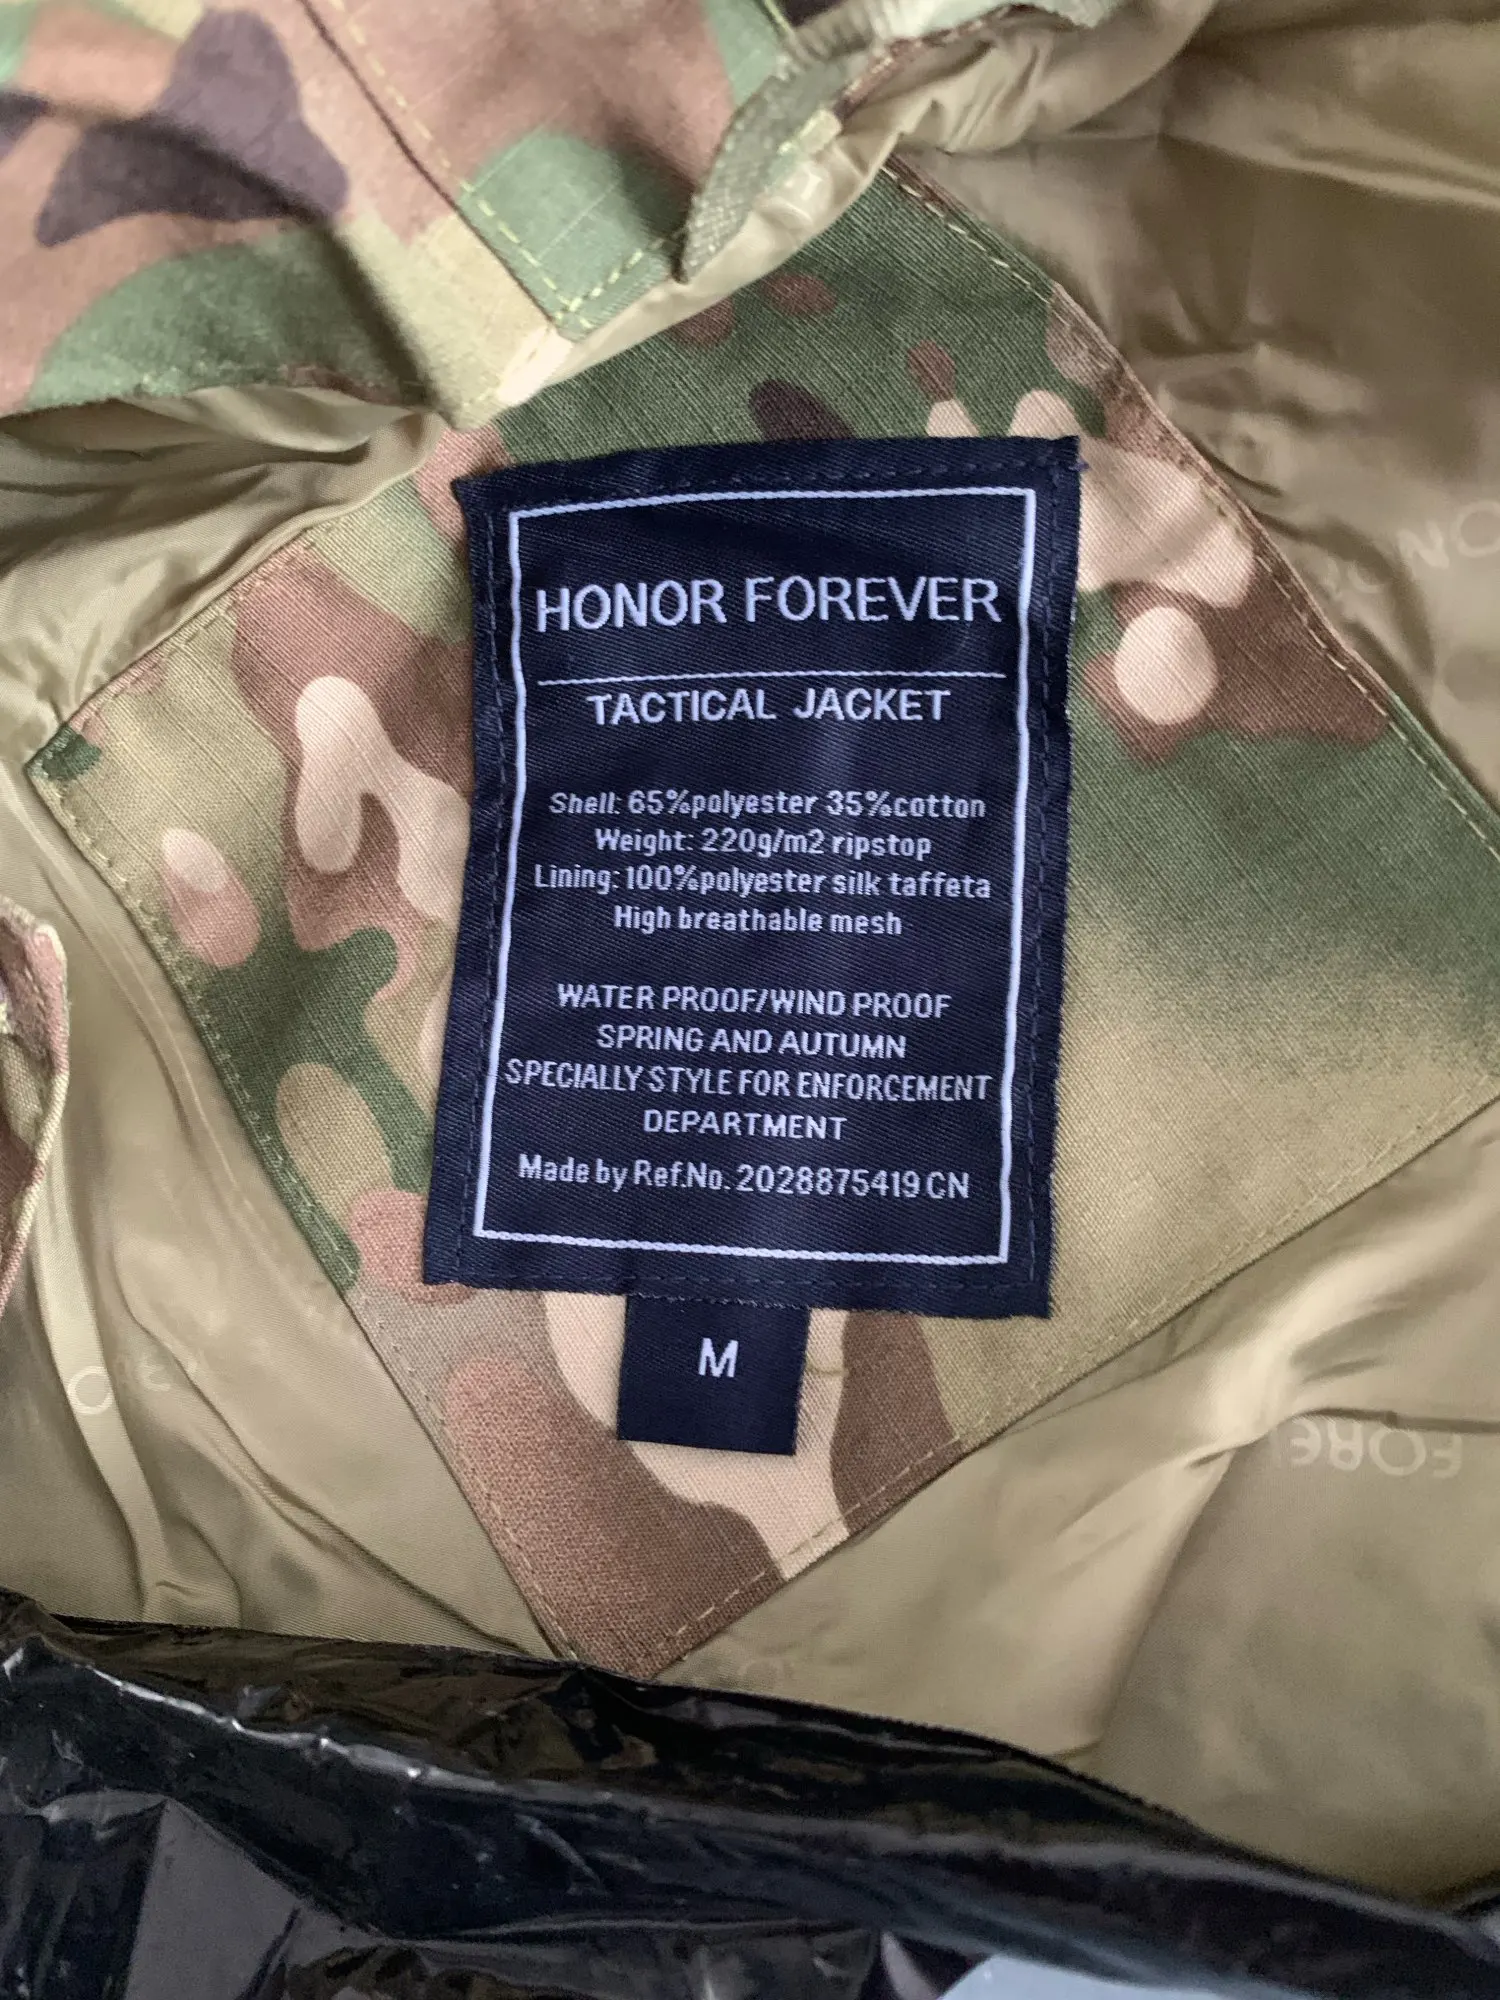 HONOR FOREVER
TACTICAL JACKET
Shell: 65%polyester 35%cotton
Weight: 220g/m2 ripstop
Lining: 100%polyester silk taffeta
High breathable mesh
WATER PROOF/WIND PROOF
SPRING AND AUTUMN
SPECIALLY STYLE FOR ENFORCEMENT
DEPARTMENT
Made by Ref.No. 2028875419 CN
M